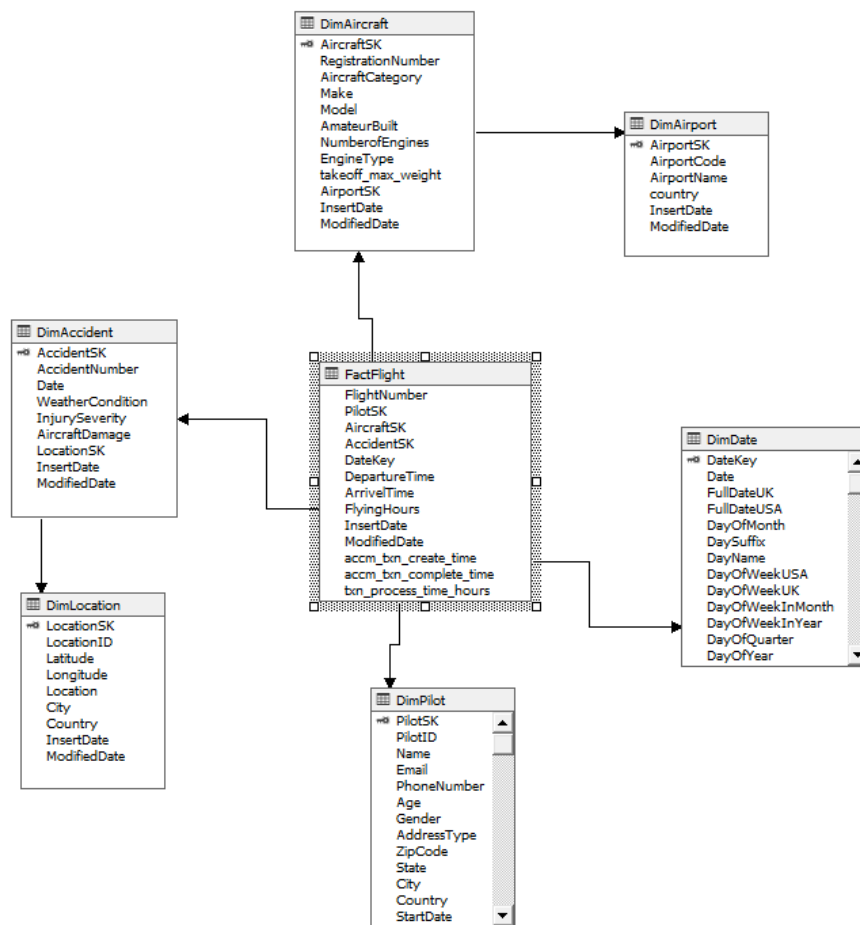 DimAircraft
AircraftSK
RegistrationNumber
AircraftCategory
Make
Model
AmateurBuilt
NumberofEngines
EngineType
takeoff_max_weight
AirportSK
InsertDate
ModifiedDate
DimAirport
AirportSK
AirportCode
AirportName
country
InsertDate
ModifiedDate
DimAccident
AccidentSK
AccidentNumber
Date
WeatherCondition
InjurySeverity
AircraftDamage
LocationSK
InsertDate
ModifiedDate
FactFlight
FlightNumber
PilotSK
AircraftSK
AccidentSK
DateKey
DepartureTime
ArrivelTime
FlyingHours
InsertDate
ModifiedDate
accm_txn_create_time
accm_txn_complete_time
txn_process_time_hours
DimDate
DateKey
Date
FullDateUK
FullDateUSA
DayOfMonth
DaySuffix
DayName
DayOfWeekUSA
DayOfWeekUK
DayOfWeekInMonth
DayOfWeekInYear
DayOfQuarter
DayOfYear
DimLocation
LocationSK
LocationID
Latitude
Longitude
Location
City
Country
InsertDate
ModifiedDate
DimPilot
PilotSK
PilotID
Name
Email
PhoneNumber
Age
Gender
AddressType
ZipCode
State
City
Country
StartDate